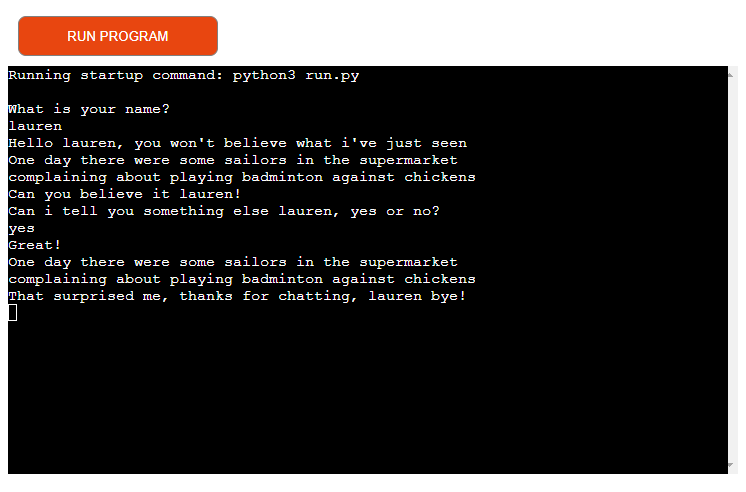 RUN PROGRAM
Running startup command: python3 run.py
What is your name?
lauren
Hello lauren, you won't believe what i've just seen
One day there were some sailors in the supermarket
complaining about playing badminton against chickens
Can you believe it lauren!
Can i tell you something else lauren, yes or no?
yes
Great!
One day there were some sailors in the supermarket
complaining about playing badminton against chickens
That surprised me, thanks for chatting, lauren bye!